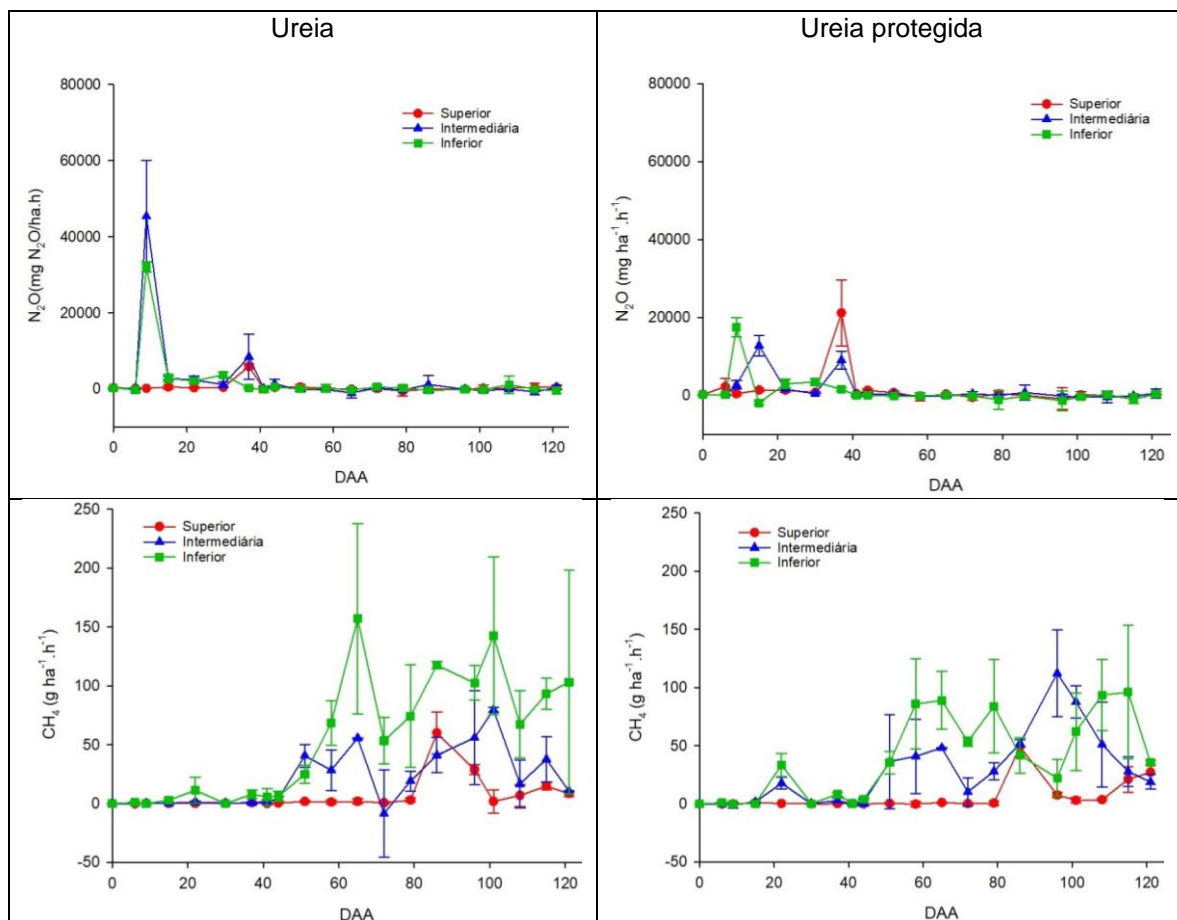 Ureia
Ureia protegida
80000
60000
40000
20000
0
N₂O(mg N₂O/ha.h)
Superior
Intermediária
Inferior
0 20 40 60 80 100 120
DAA
80000
60000
40000
20000
0
N₂O (mg ha⁻¹.h⁻¹)
Superior
Intermediária
Inferior
0 20 40 60 80 100 120
DAA
250
200
150
100
50
0
-50
CH₄ (g ha⁻¹.h⁻¹)
Superior
Intermediária
Inferior
0 20 40 60 80 100 120
DAA
250
200
150
100
50
0
-50
CH₄ (g ha⁻¹.h⁻¹)
Superior
Intermediária
Inferior
0 20 40 60 80 100 120
DAA